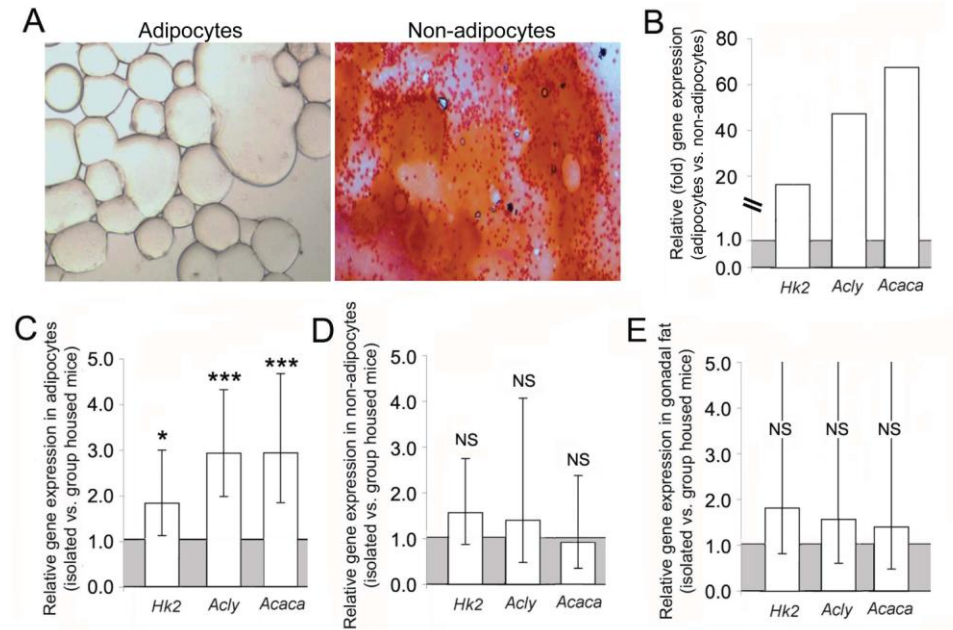 A
Adipocytes
Non-adipocytes
B
Relative (fold) gene expression
(adipocytes vs. non-adipocytes)
80
60
40
20
1.0
0.0
Hk2 Acly Acaca
C
Relative gene expression in adipocytes
(isolated vs. group housed mice)
5.0
4.0
3.0
2.0
1.0
0.0
*
***
***
Hk2 Acly Acaca
D
Relative gene expression in non-adipocytes
(isolated vs. group housed mice)
5.0
4.0
3.0
2.0
1.0
0.0
NS
NS
NS
Hk2 Acly Acaca
E
Relative gene expression in gonadal fat
(isolated vs. group housed mice)
5.0
4.0
3.0
2.0
1.0
0.0
NS NS NS
Hk2 Acly Acaca